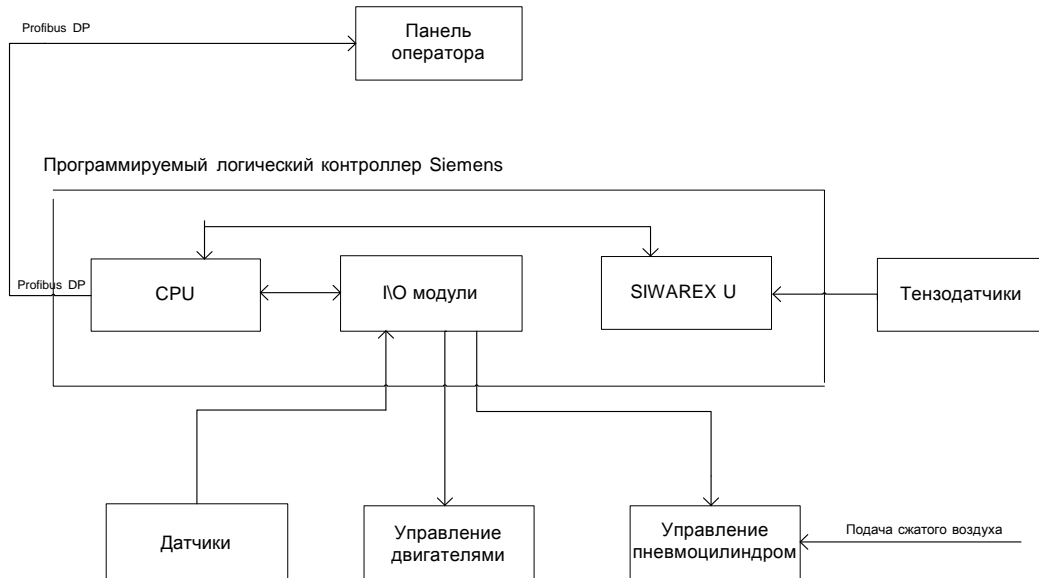 Profibus DP
Панель
оператора
Программируемый логический контроллер Siemens
Profibus DP
CPU
I\O модули
SIWAREX U
Тензодатчики
Датчики
Управление
двигателями
Управление
пневмоцилиндром
Подача сжатого воздуха